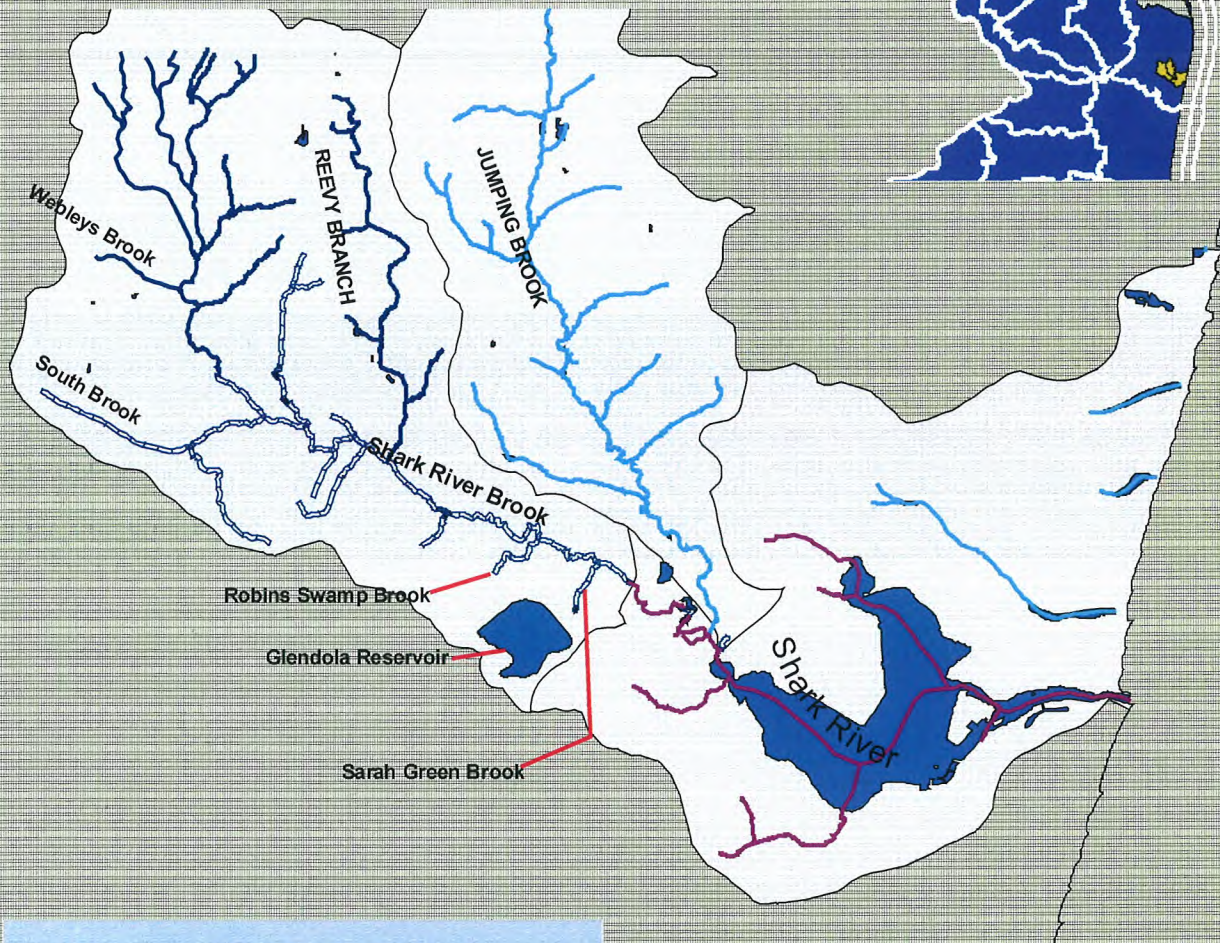 JUMPING BROOK
REEVY BRANCH
Webleys Brook
South Brook
Shark River Brook
Robins Swamp Brook
Glendola Reservoir
Shark River
Sarah Green Brook